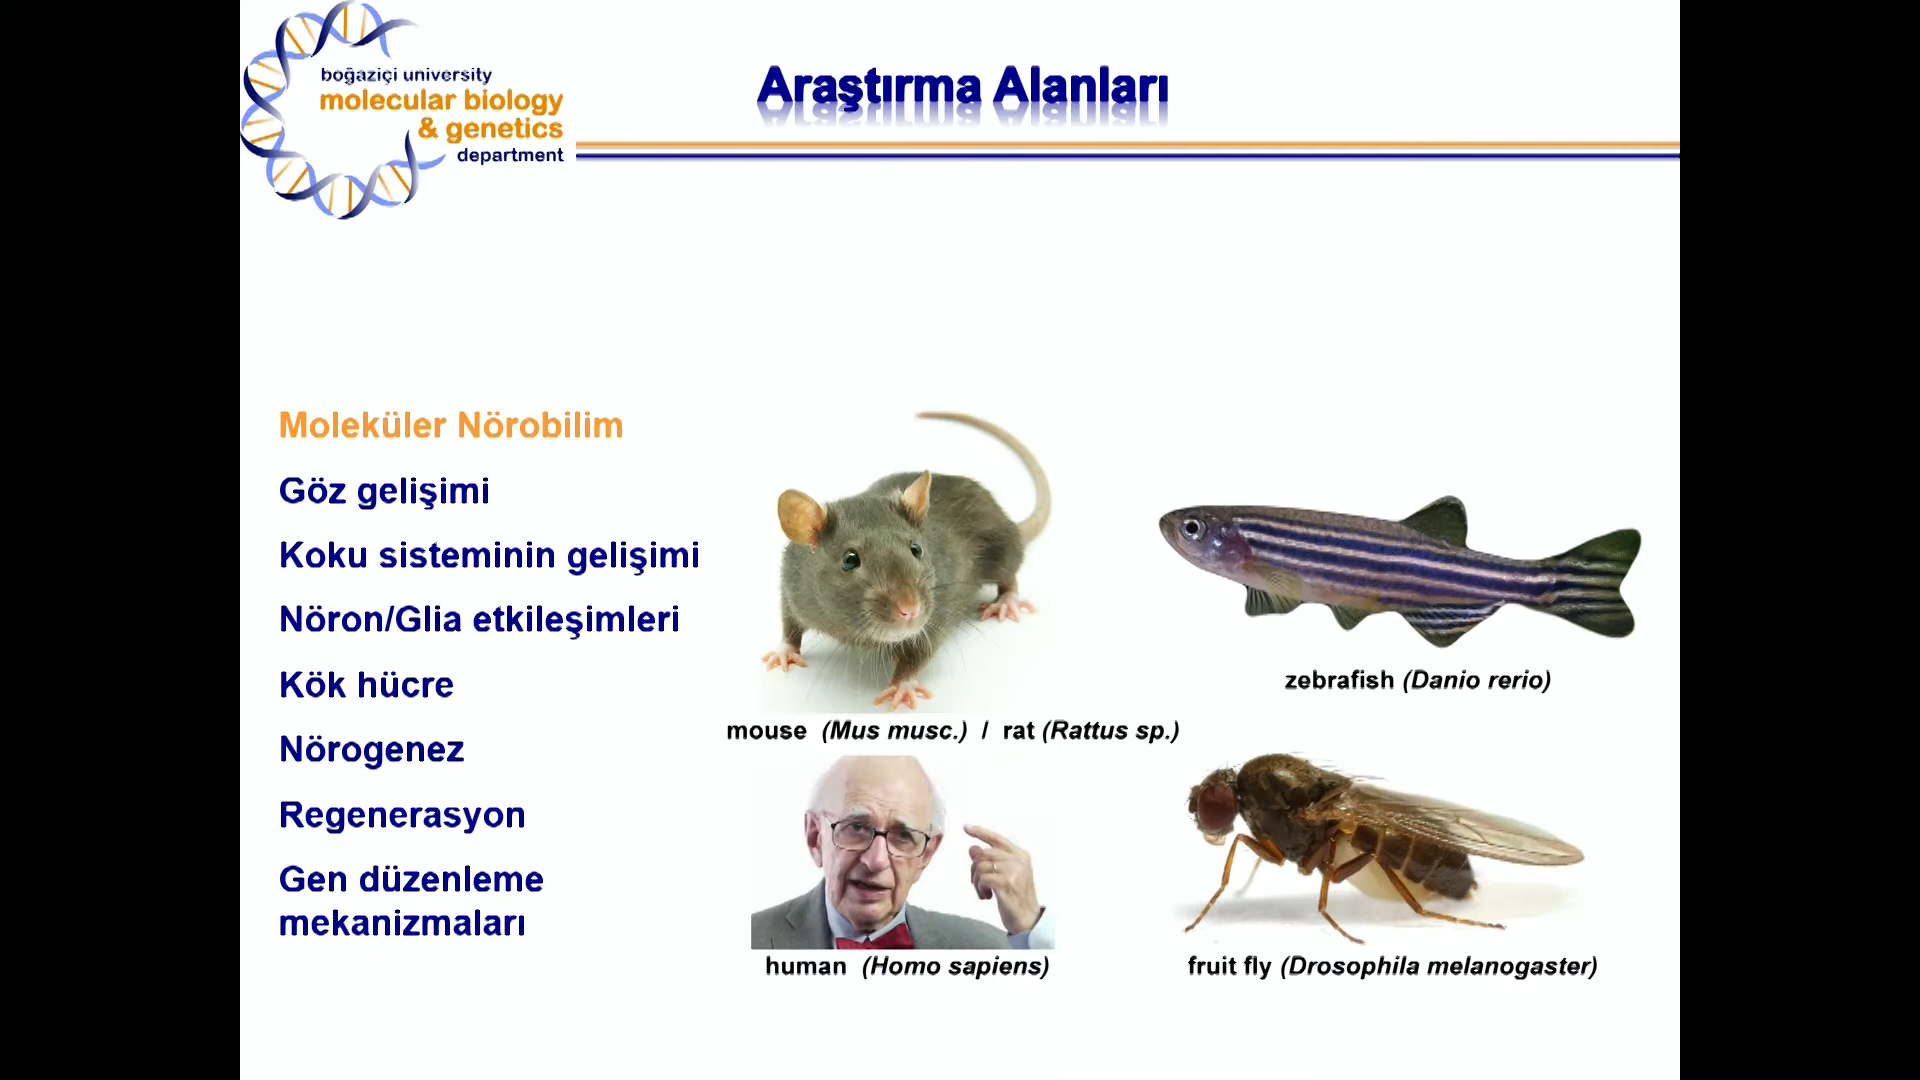 boğaziçi university
molecular biology
& genetics
department
Araştırma Alanları
Moleküler Nörobilim
Göz gelişimi
Koku sisteminin gelişimi
Nöron/Glia etkileşimleri
Kök hücre
Nörogenez
Regenerasyon
Gen düzenleme
mekanizmaları
mouse (Mus musc.) / rat (Rattus sp.)
zebrafish (Danio rerio)
human (Homo sapiens)
fruit fly (Drosophila melanogaster)